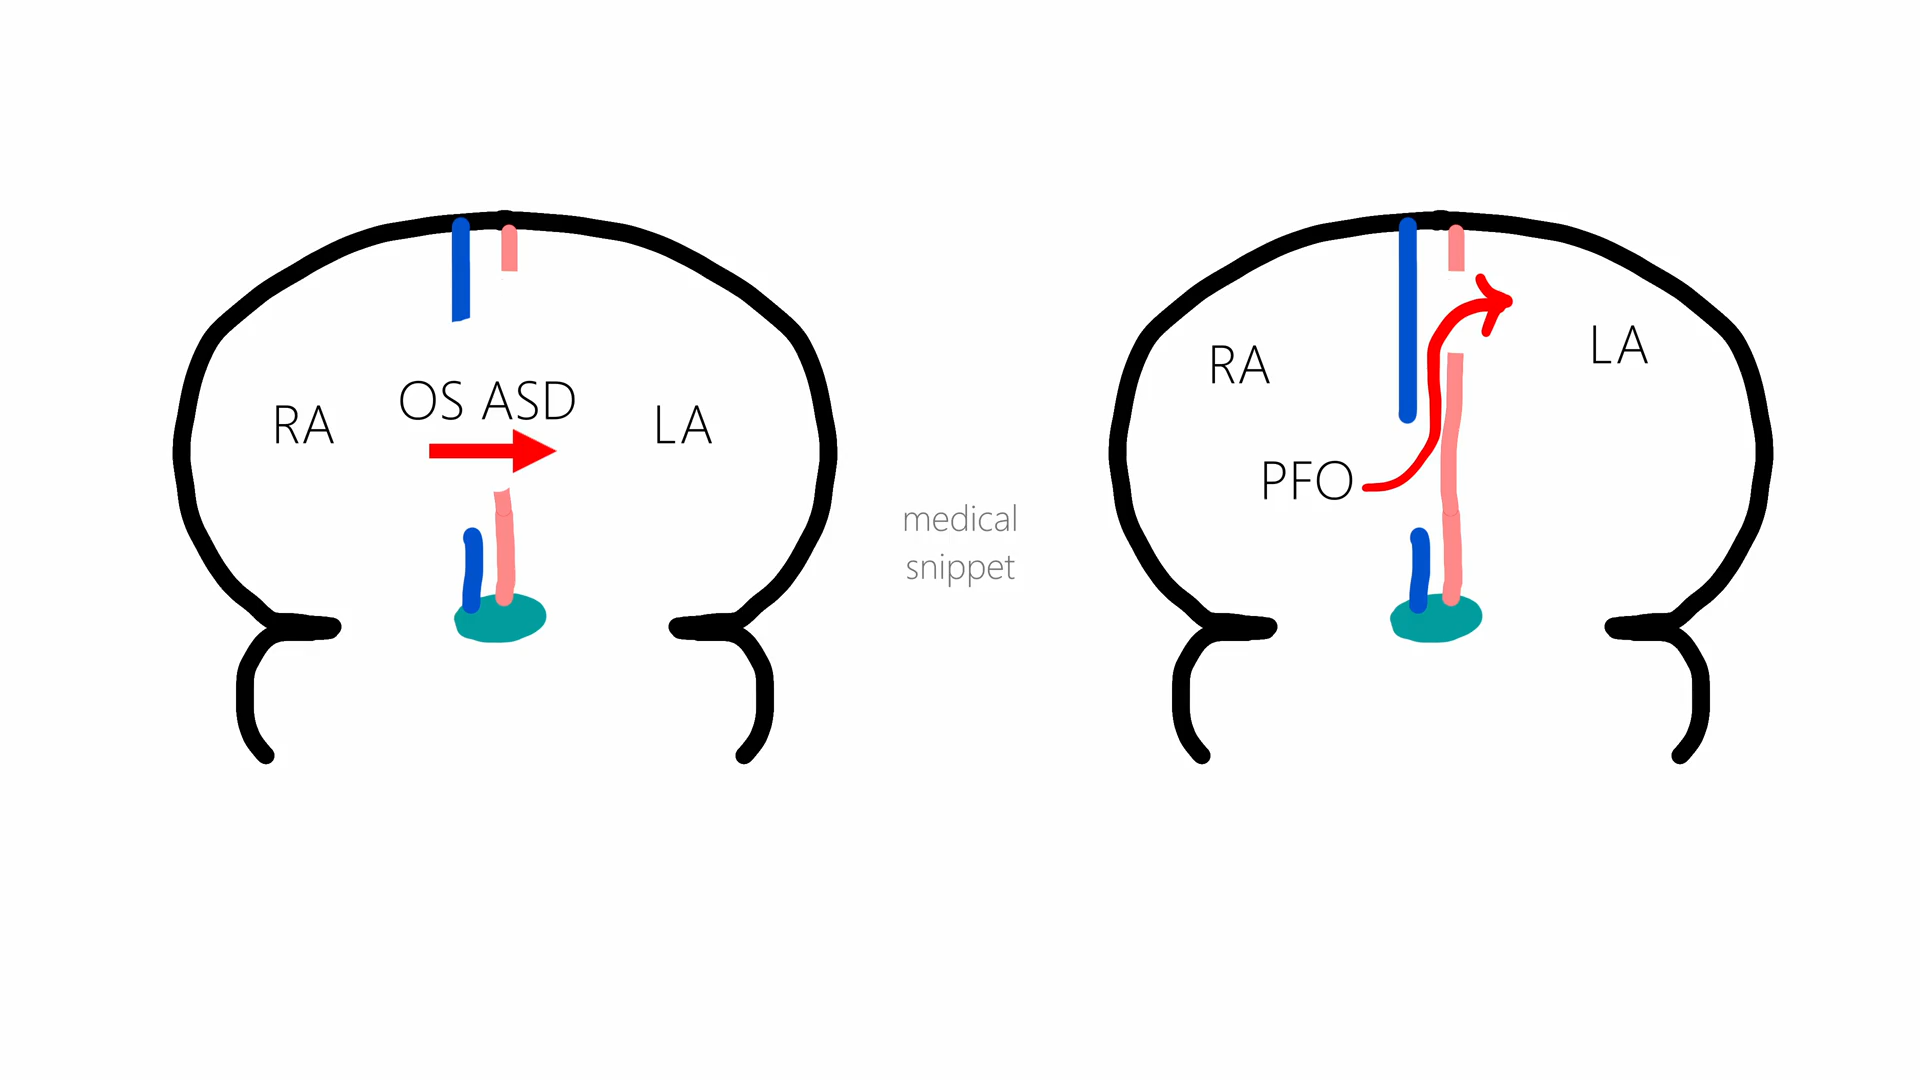 OS ASD
RA
LA
medical
snippet
RA
LA
PFO